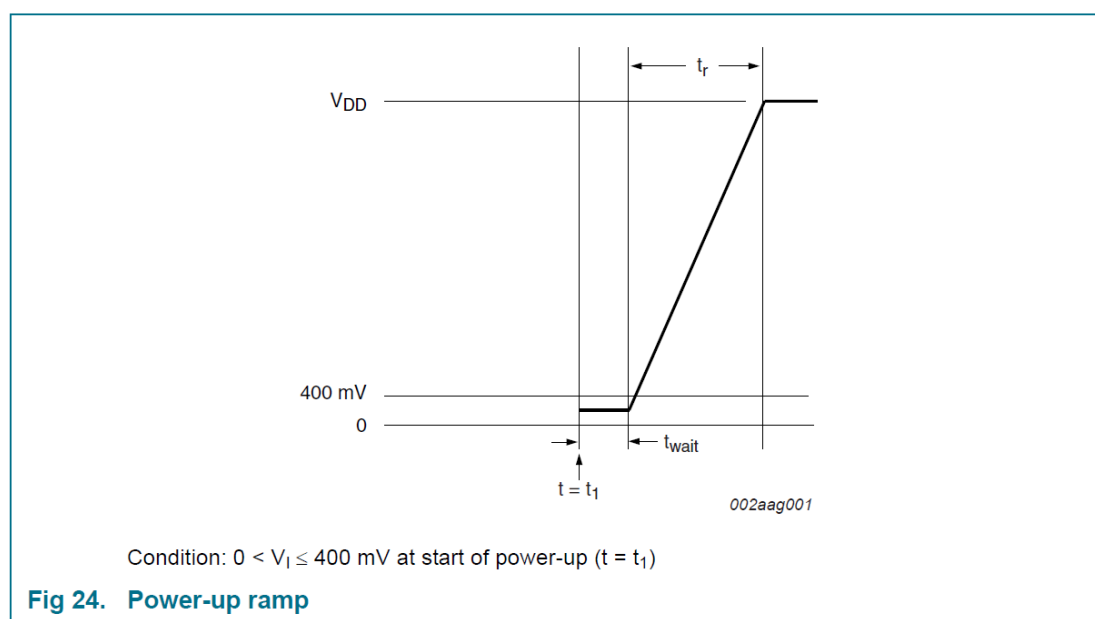 tr
VDD
400 mV
0
twait
t = t1
002aag001
Condition: 0 < VI ≤ 400 mV at start of power-up (t = t1)
Fig 24. Power-up ramp